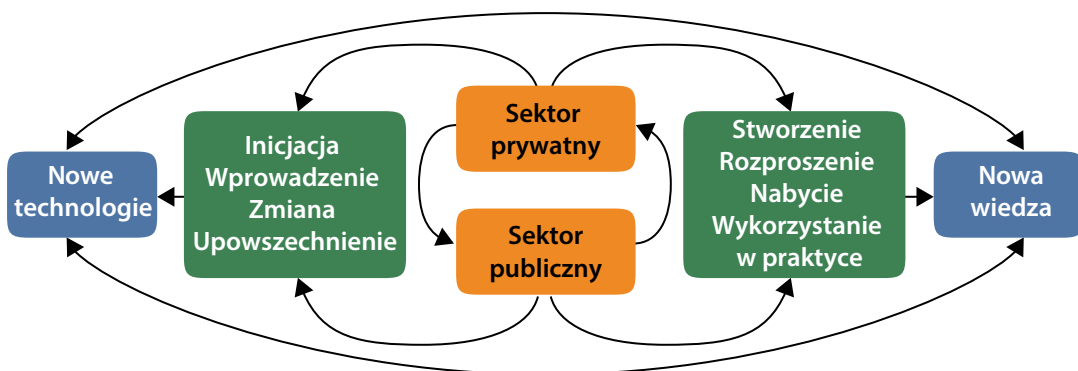 Nowe
technologie
Inicjacja
Wprowadzenie
Zmiana
Upowszechnienie
Sektor
prywatny
Sektor
publiczny
Stworzenie
Rozproszenie
Nabycie
Wykorzystanie
w praktyce
Nowa
wiedza